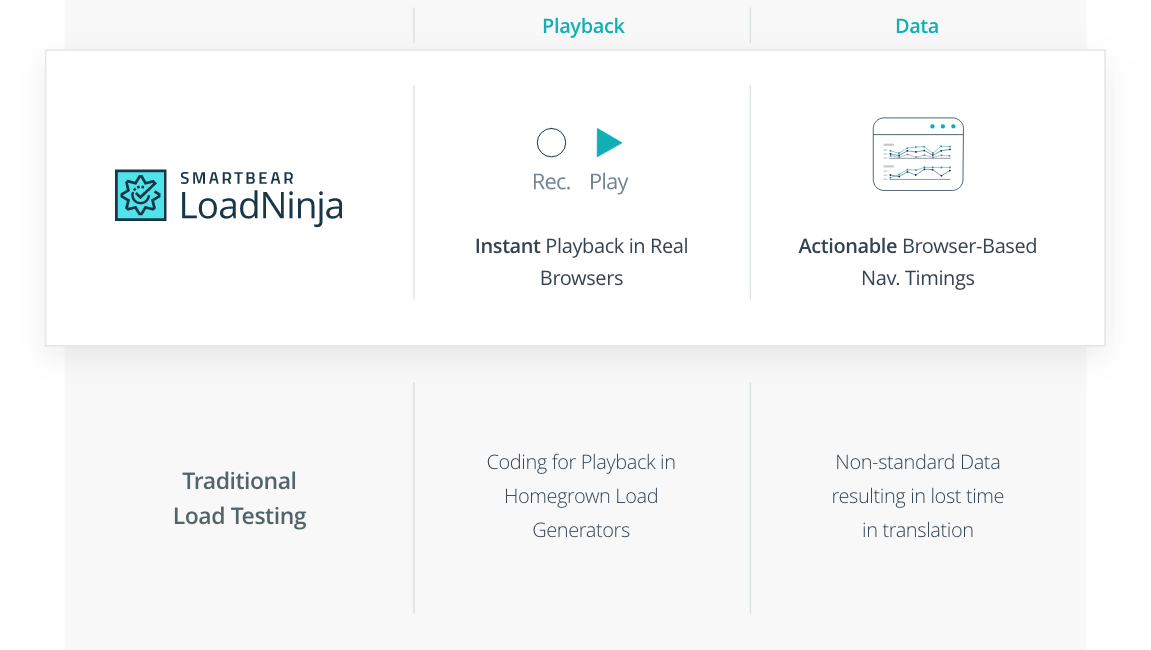 Playback
Data
SMARTBEAR
LoadNinja
Rec. Play
Instant Playback in Real
Browsers
Actionable Browser-Based
Nav. Timings
Traditional
Load Testing
Coding for Playback in
Homegrown Load
Generators
Non-standard Data
resulting in lost time
in translation